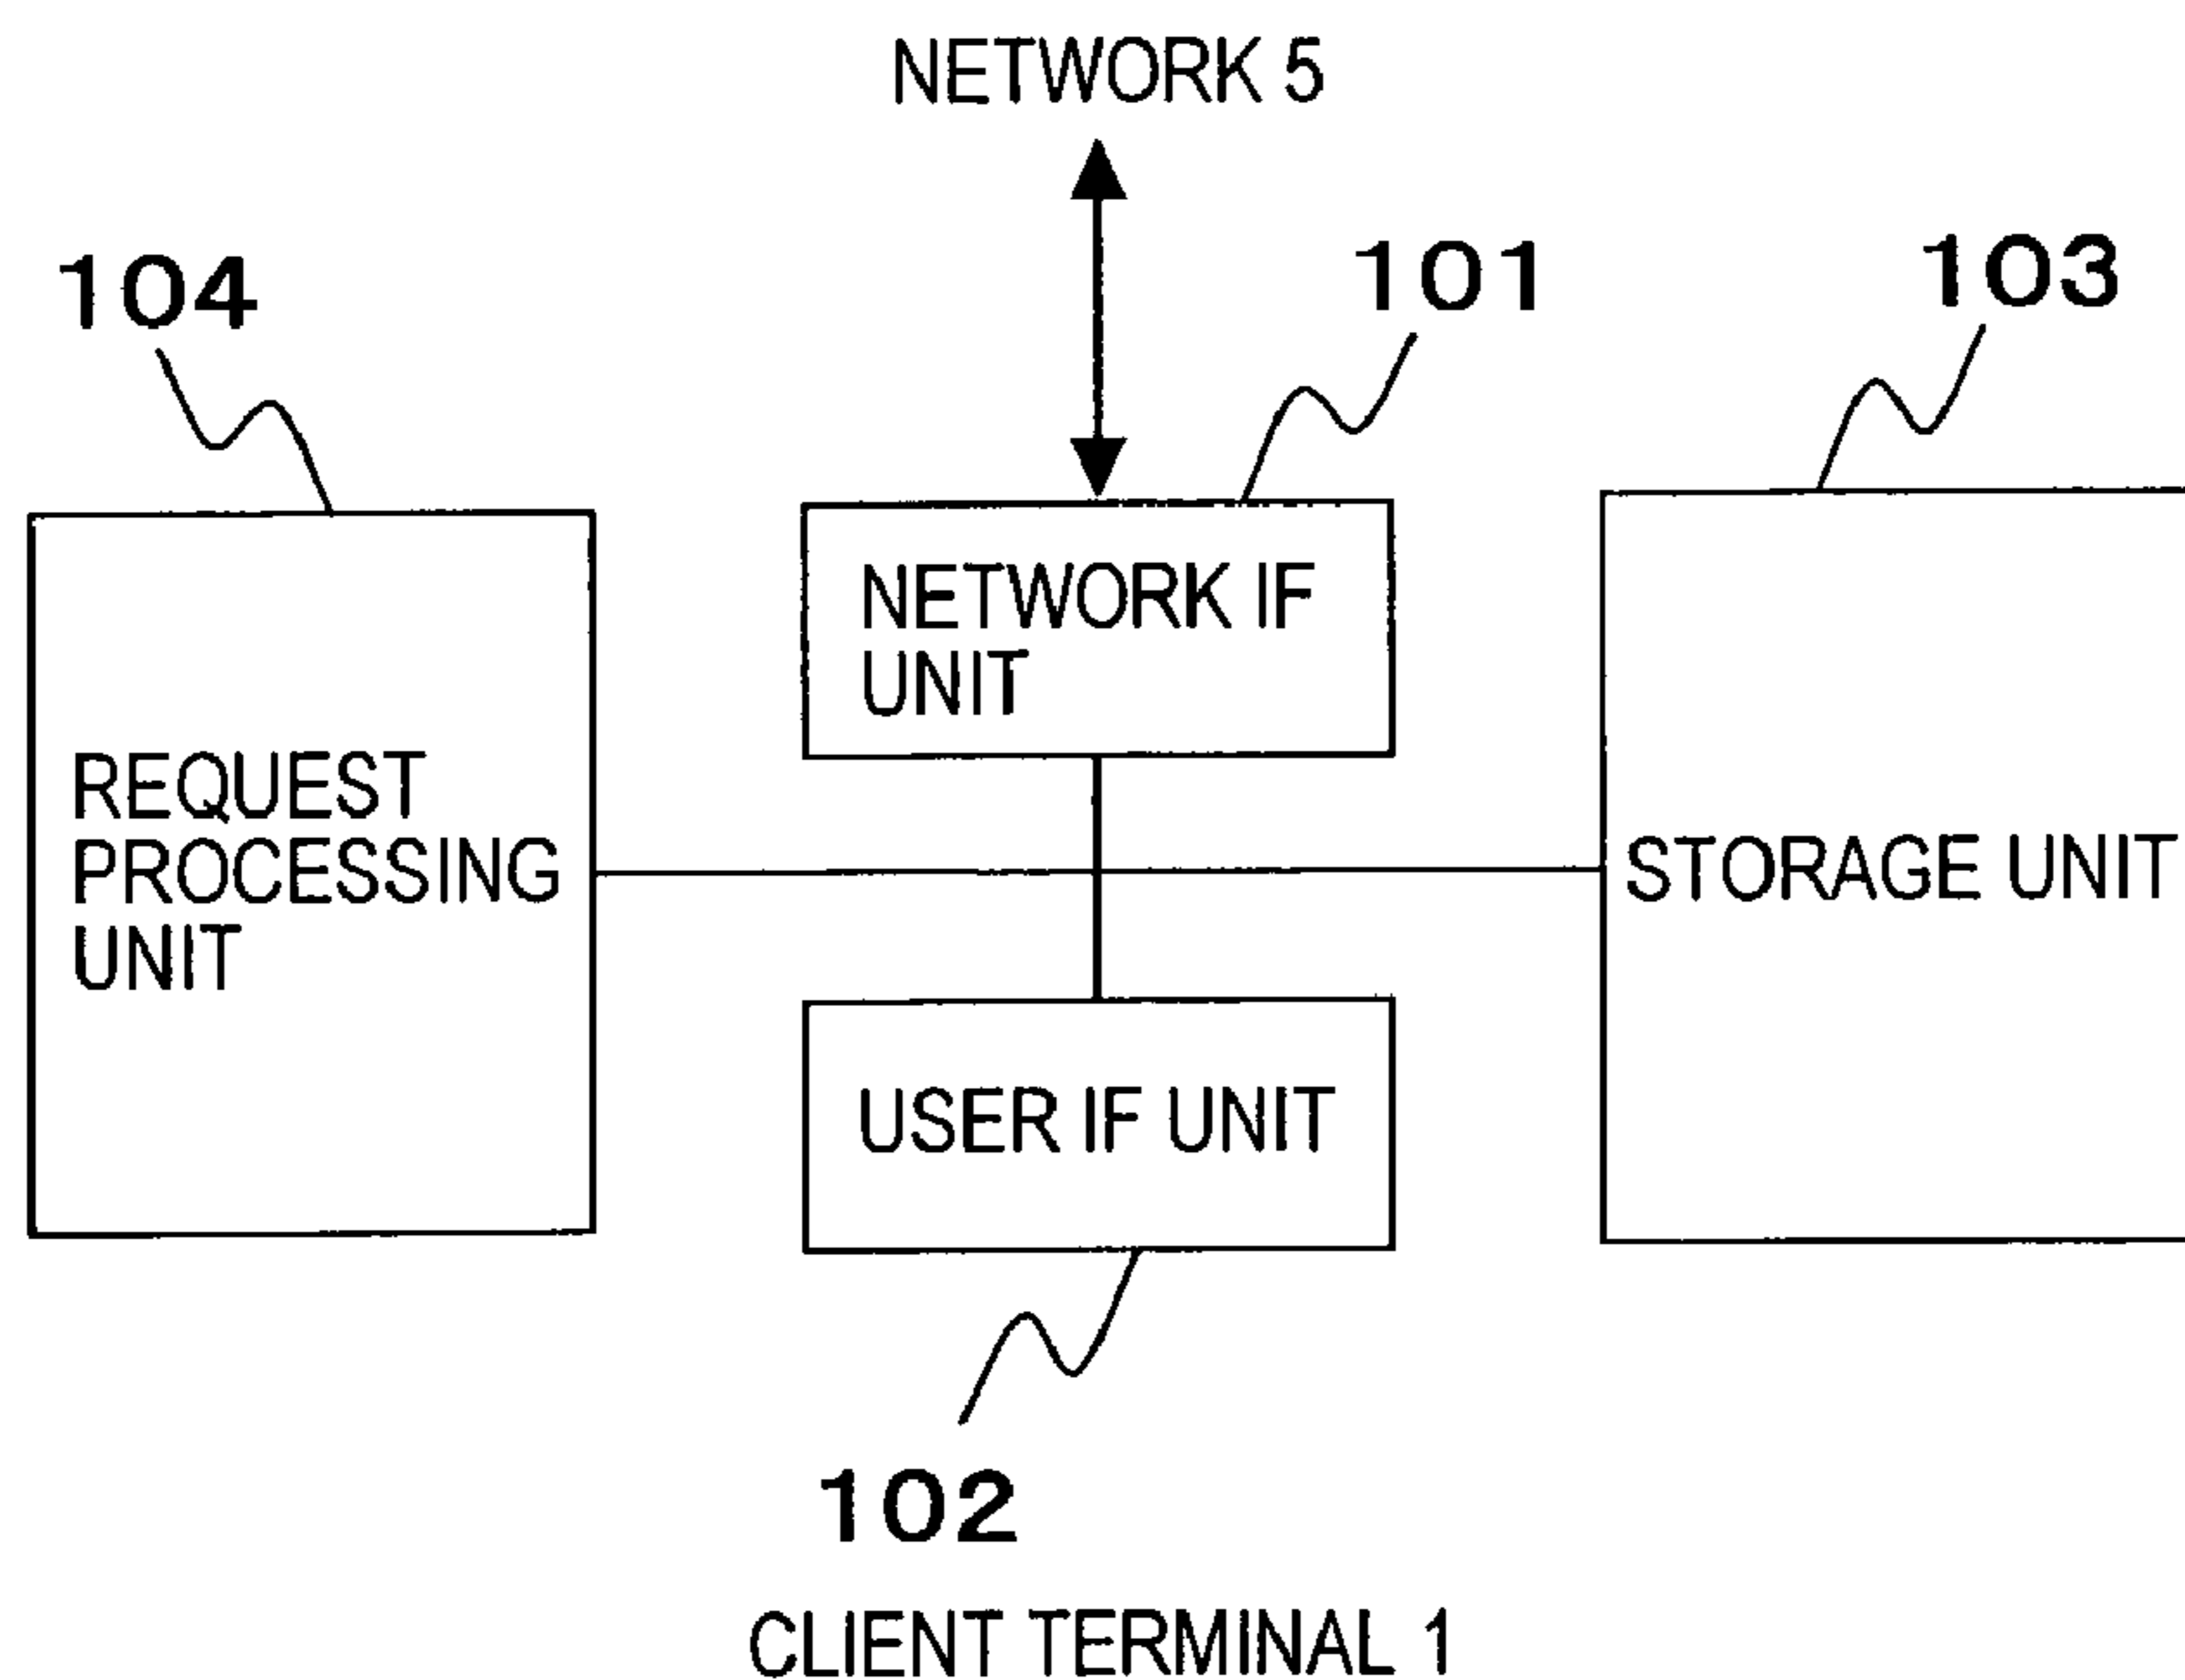 NETWORK 5
104
101
103
NETWORK IF
UNIT
REQUEST
PROCESSING
UNIT
STORAGE UNIT
USER IF UNIT
102
CLIENT TERMINAL 1